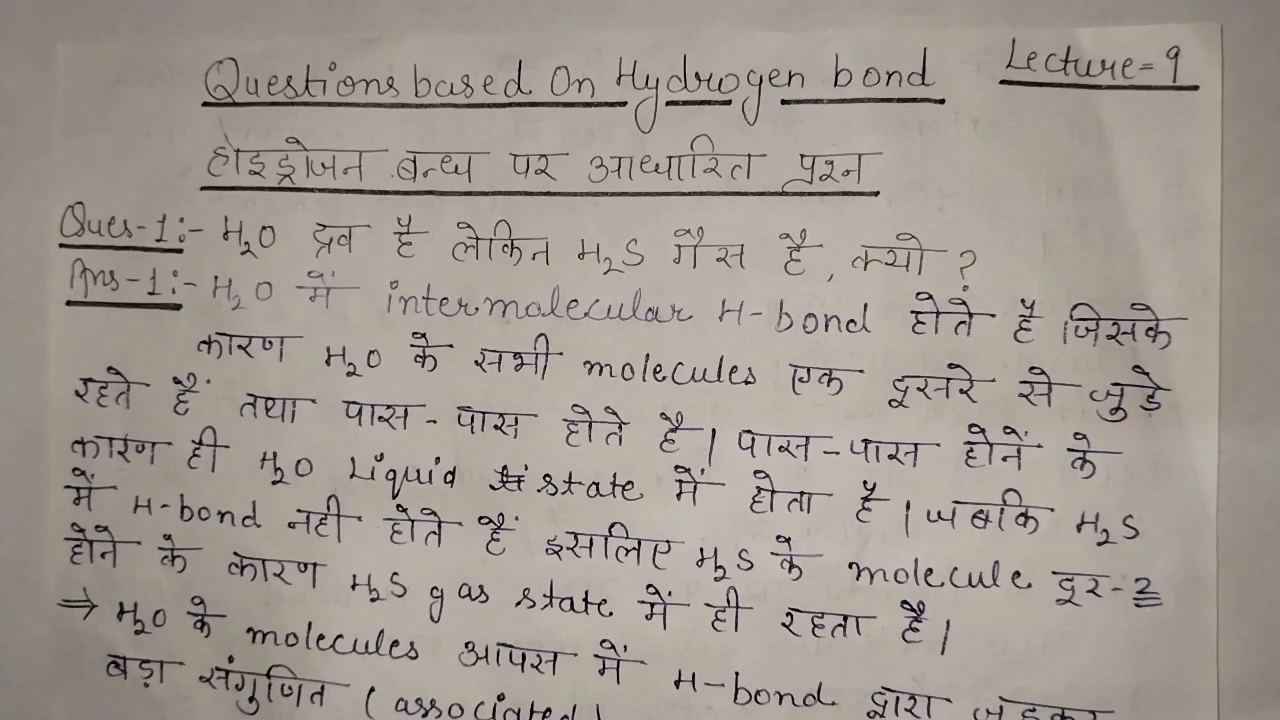 Questions based On Hydrogen bond
Lecture-9
होइड्रोजन बन्ध पर आधारित प्रश्न
Ques-1:- H₂O द्रव है लेकिन H₂S गैस है, क्यो ?
Ans-1:- H₂O में intermolecular H-bond होते है जिसके
कारण H₂O के सभी molecules एक दूसरे से जुड़े
रहते हैं तथा पास-पास होते है। पास-पास होनें के
कारण ही H₂O Liquid state में होता है। जबकि H₂S
में H-bond नही होते हैं इसलिए H₂S के molecule दूर-2
होने के कारण H₂S gas state में ही रहता है।
⇒ H₂O के molecules आपस में H-bond द्वारा
बड़ा संगुणित (associated)